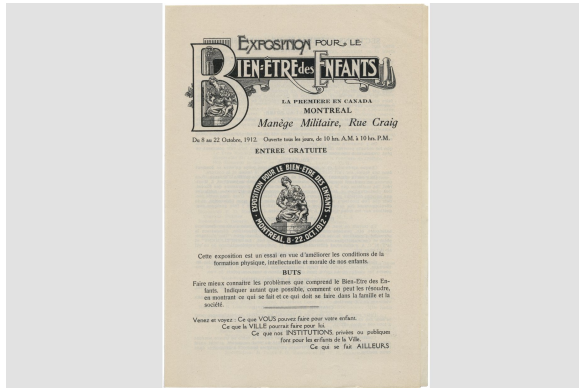 EXPOSITION POUR LE
BIEN-ETRE des ENFANTS
LA PREMIERE EN CANADA
MONTREAL
Manège Militaire, Rue Craig
Du 8 au 22 Octobre, 1912. Ouverte tous les jours, de 10 hrs. A.M. à 10 hrs. P.M.
ENTREE GRATUITE
EXPOSITION POUR LE BIEN-ETRE DES ENFANTS
MONTREAL, 8-22 OCT 1912
Cette exposition est un essai en vue d'améliorer les conditions de la
formation physique, intellectuelle et morale de nos enfants.
BUTS
Faire mieux connaitre les problèmes que comprend le Bien-Etre des En-
fants. Indiquer autant que possible, comment on peut les résoudre,
en montrant ce qui se fait et ce qui doit se faire dans la famille et la
société.
Venez et voyez : Ce que VOUS pouvez faire pour votre enfant.
Ce que la VILLE pourrait faire pour lui.
Ce que nos INSTITUTIONS, privées ou publiques
font pour les enfants de la Ville.
Ce qui se fait AILLEURS